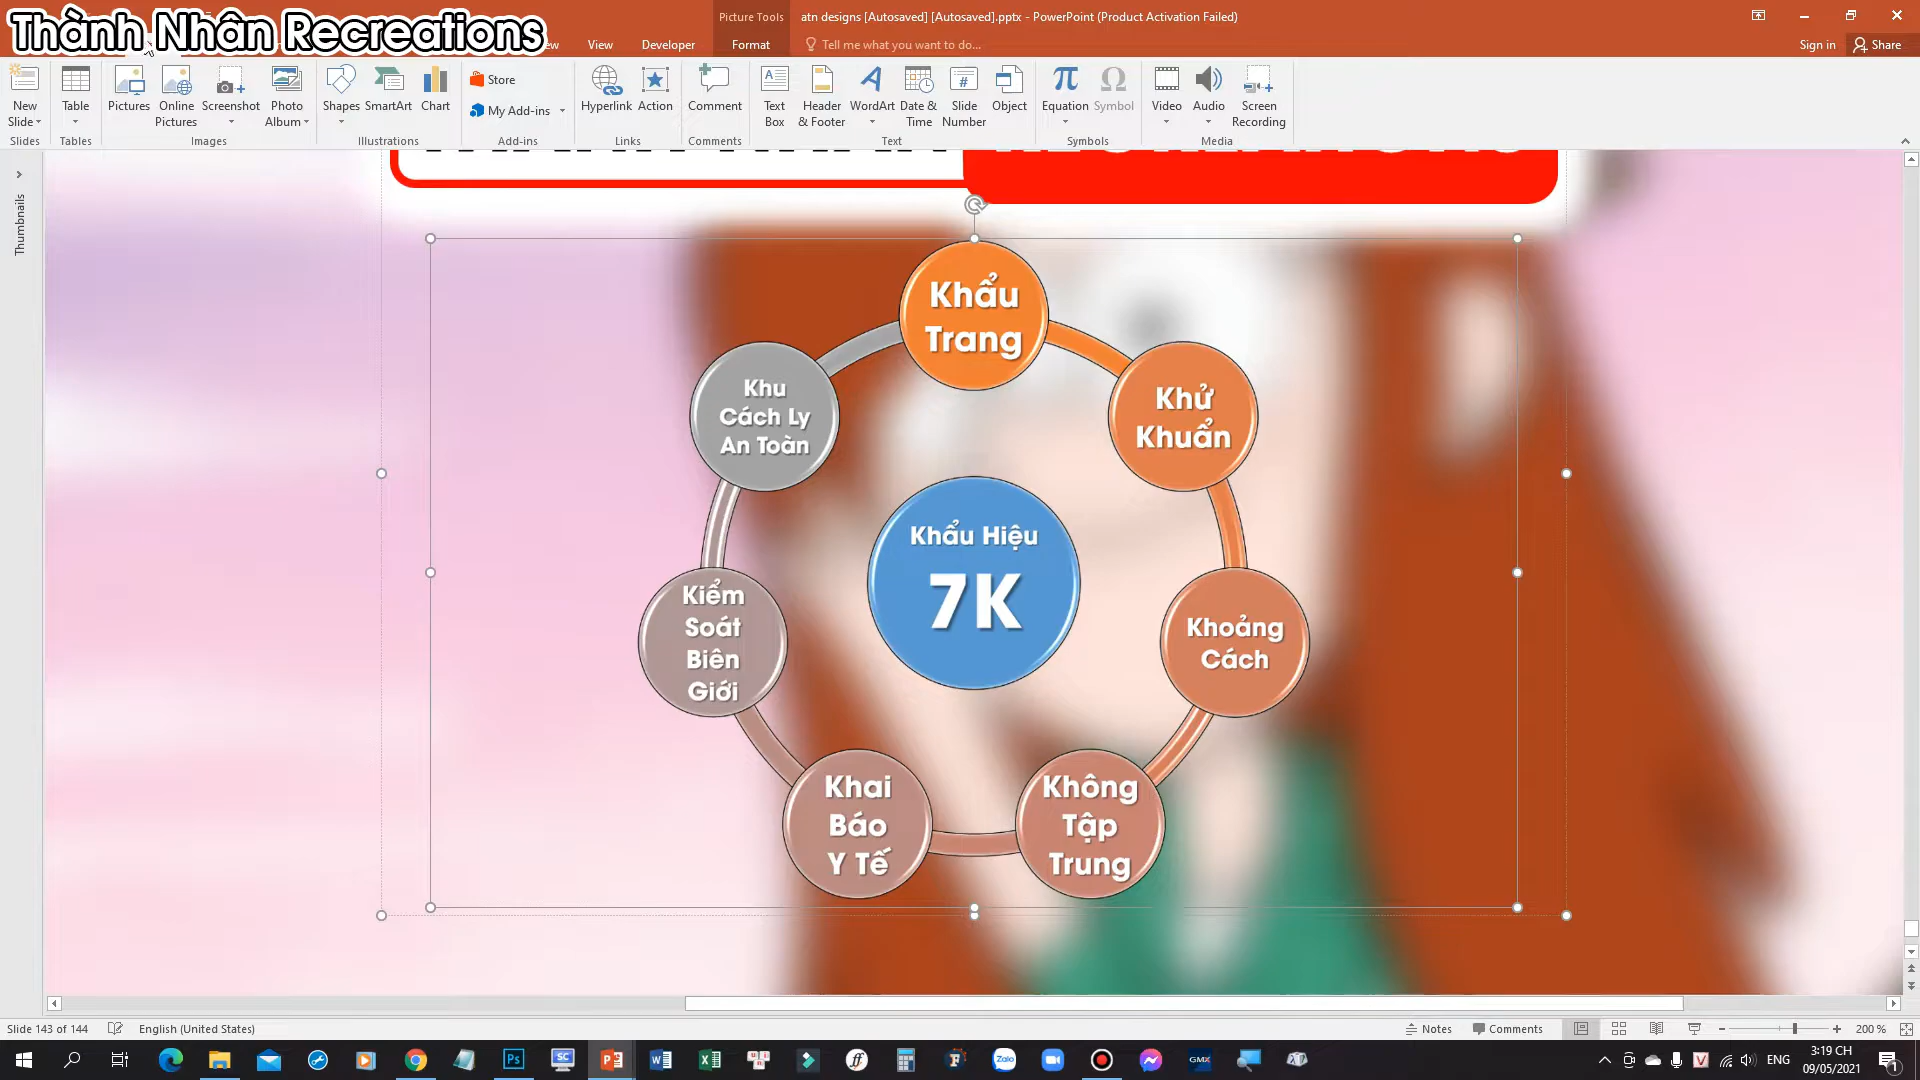 Thành Nhân Recreations
Picture Tools
atn designs [Autosaved] [Autosaved].pptx - PowerPoint (Product Activation Failed)
View
Developer
Format
Tell me what you want to do...
Sign in
Share
New
Slide
Table
Pictures
Online
Pictures
Screenshot
Photo
Album
Shapes
SmartArt
Chart
Store
My Add-ins
Hyperlink
Action
Comment
Text
Box
Header
& Footer
WordArt
Date &
Time
Slide
Number
Object
Equation
Symbol
Video
Audio
Screen
Recording
Slides
Tables
Images
Illustrations
Add-ins
Links
Comments
Text
Symbols
Media
Thumbnails
Khẩu
Trang
Khử
Khuẩn
Khoảng
Cách
Không
Tập
Trung
Khai
Báo
Y Tế
Kiểm
Soát
Biên
Giới
Khu
Cách Ly
An Toàn
Khẩu Hiệu
7K
Slide 143 of 144
English (United States)
Notes
Comments
200 %
ENG
3:19 CH
09/05/2021